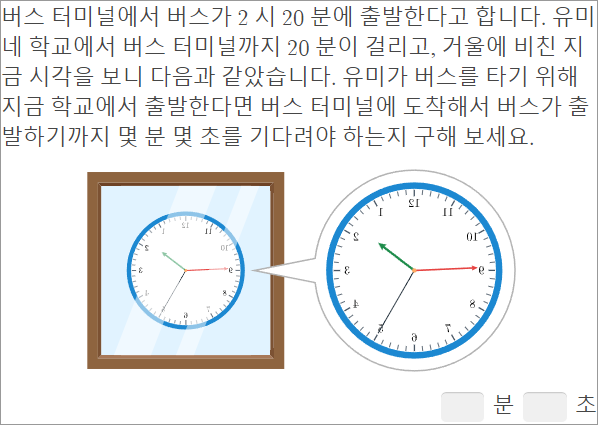 버스 터미널에서 버스가 2 시 20 분에 출발한다고 합니다. 유미
네 학교에서 버스 터미널까지 20 분이 걸리고, 거울에 비친 지
금 시각을 보니 다음과 같았습니다. 유미가 버스를 타기 위해
지금 학교에서 출발한다면 버스 터미널에 도착해서 버스가 출
발하기까지 몇 분 몇 초를 기다려야 하는지 구해 보세요.
12
1 11
2 10
3 9
4 8
5 7
6
12
1 11
2 10
3 9
4 8
5 7
6
분 초